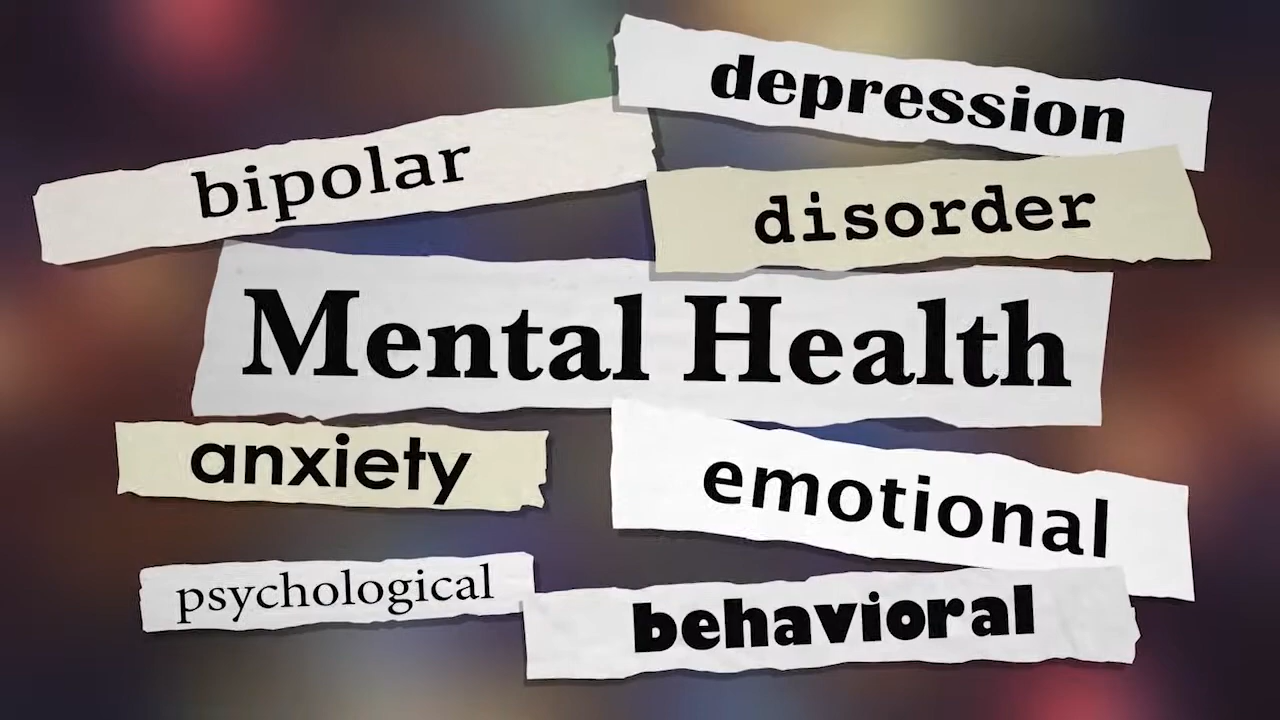 depression
bipolar
disorder
Mental Health
anxiety
emotional
psychological
behavioral